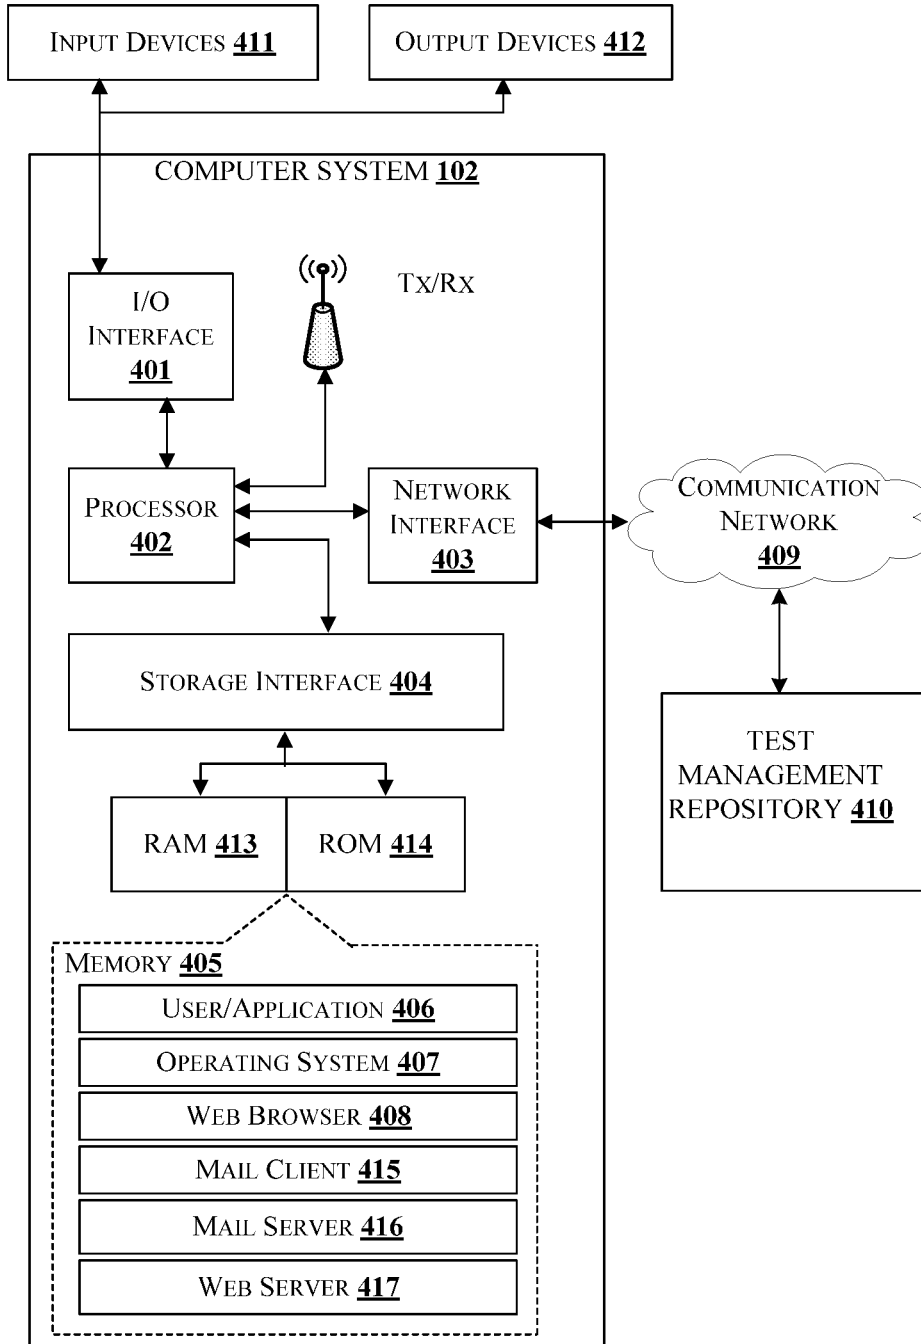 INPUT DEVICES 411
OUTPUT DEVICES 412
COMPUTER SYSTEM 102
TX/RX
I/O
INTERFACE
401
PROCESSOR
402
NETWORK
INTERFACE
403
COMMUNICATION
NETWORK
409
STORAGE INTERFACE 404
TEST
MANAGEMENT
REPOSITORY 410
RAM 413
ROM 414
MEMORY 405
USER/APPLICATION 406
OPERATING SYSTEM 407
WEB BROWSER 408
MAIL CLIENT 415
MAIL SERVER 416
WEB SERVER 417